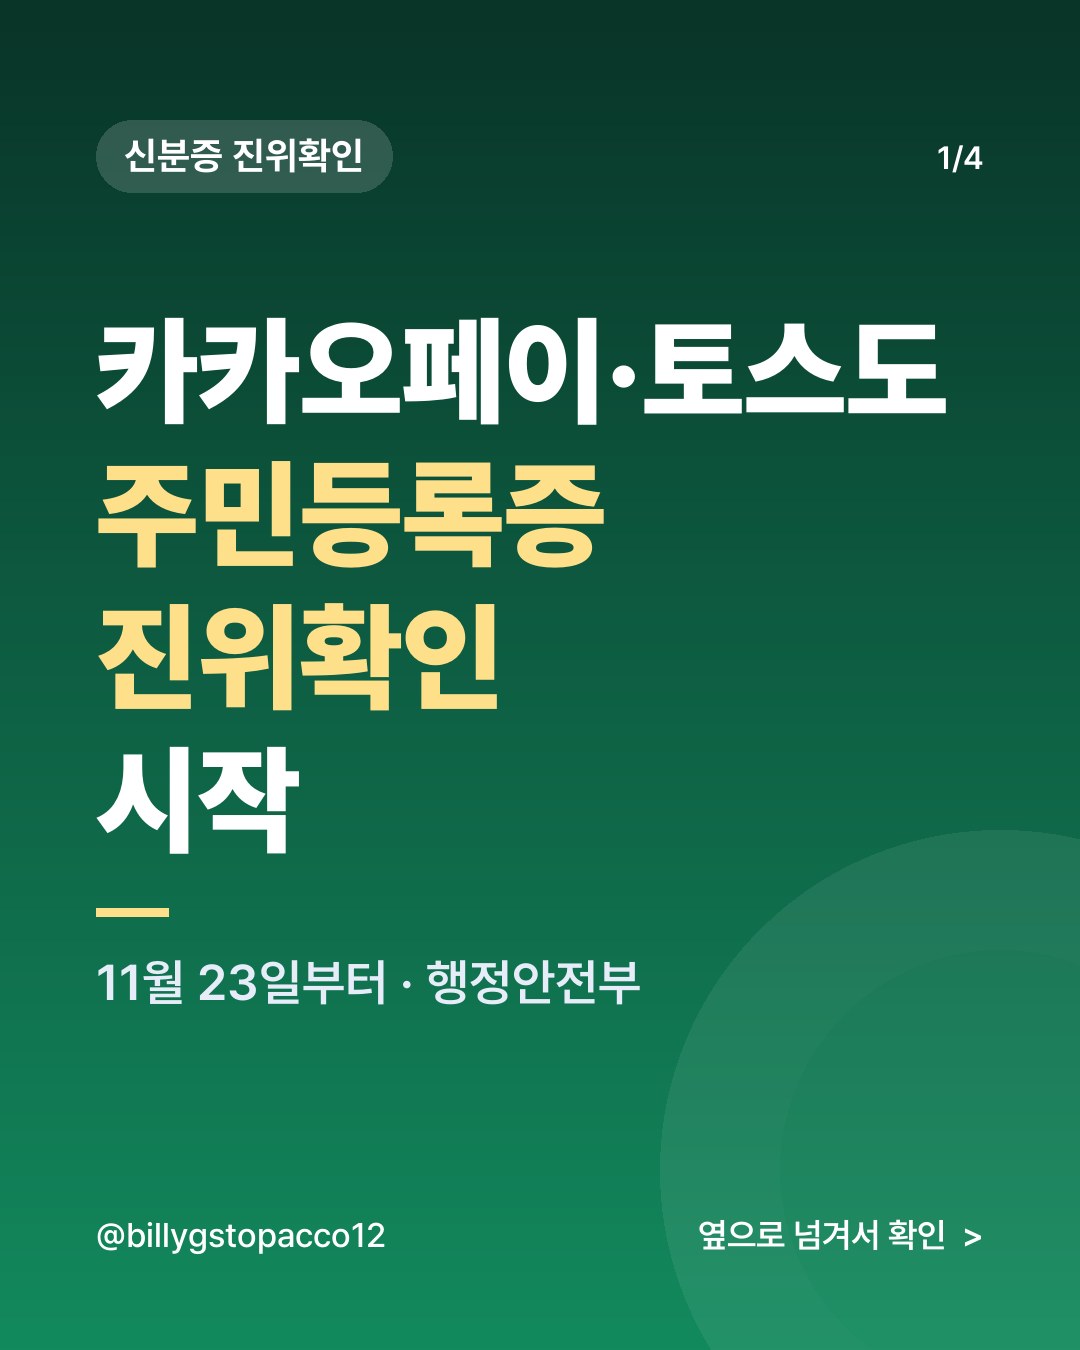 신분증 진위확인
1/4
카카오페이·토스도
주민등록증
진위확인
시작
11월 23일부터 · 행정안전부
@billygstopacco12
옆으로 넘겨서 확인 >